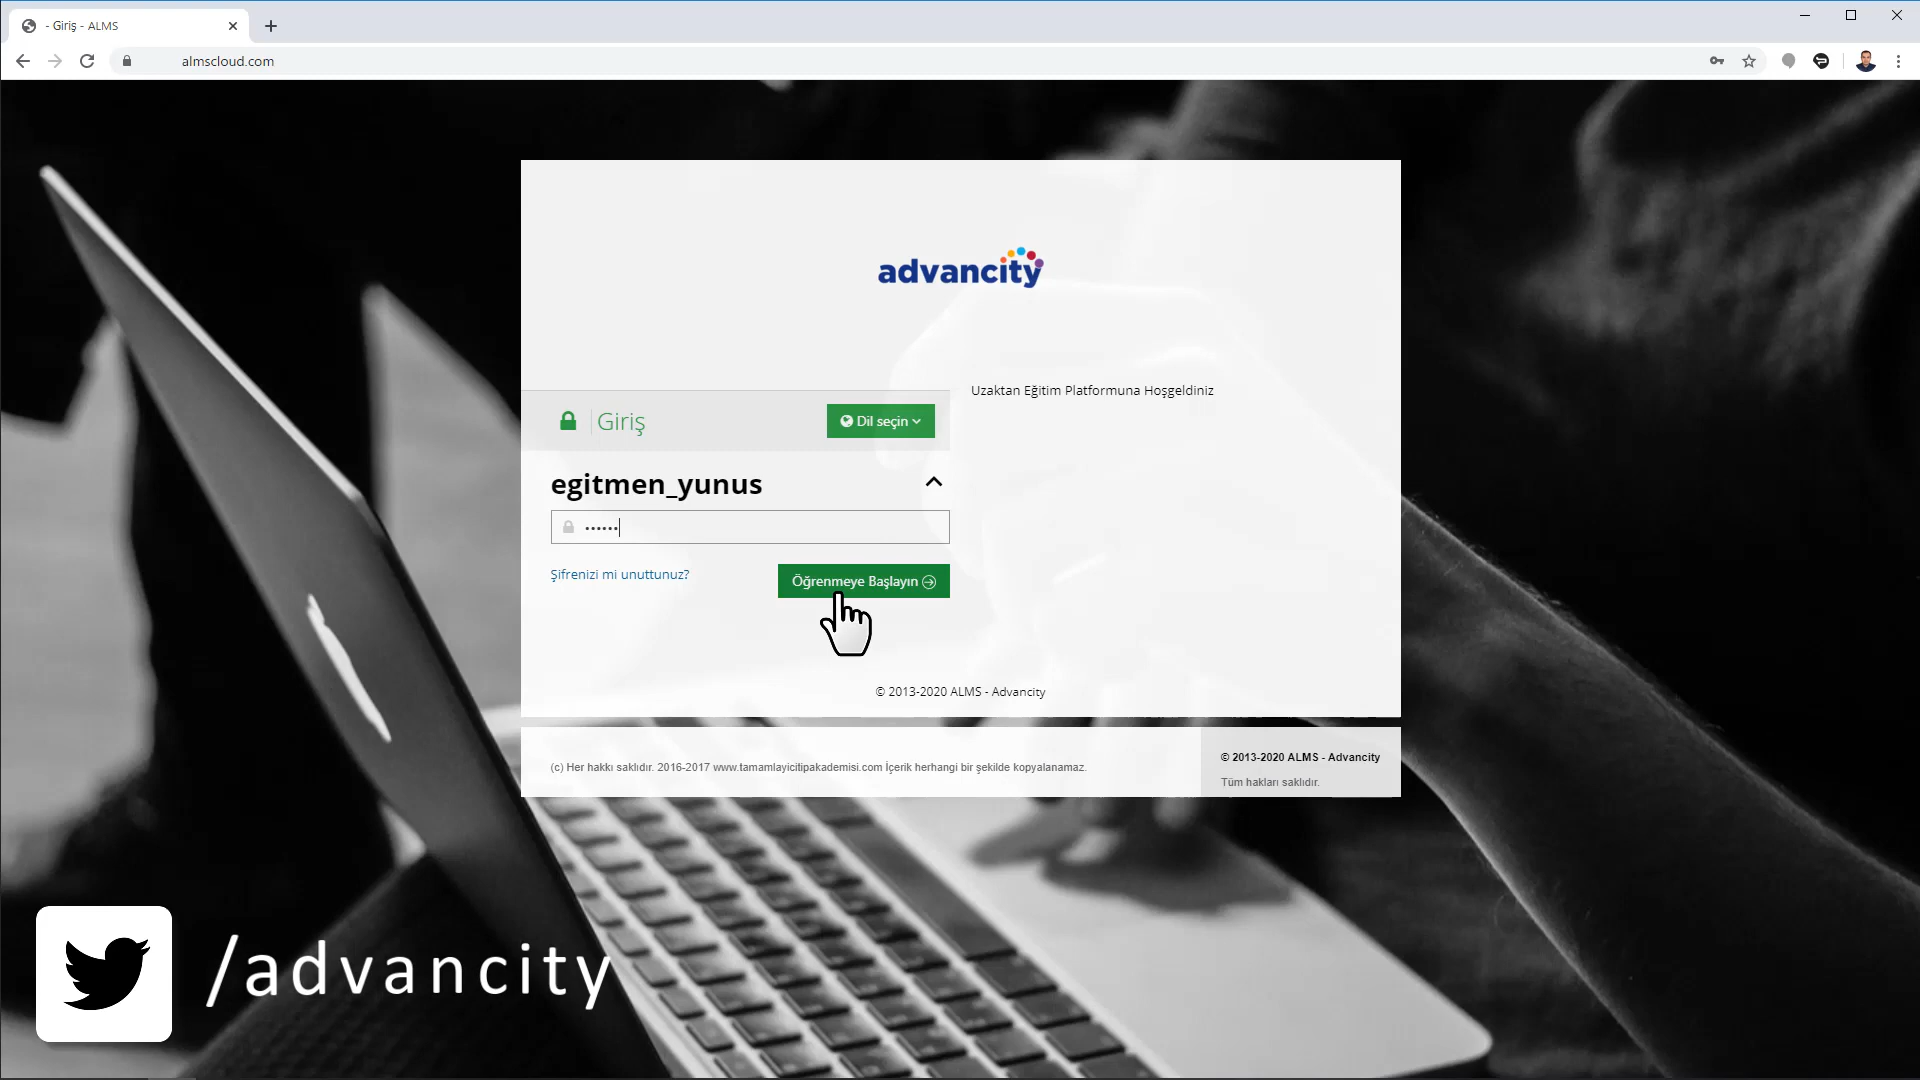 - Giriş - ALMS
almscloud.com
advancity
Uzaktan Eğitim Platformuna Hoşgeldiniz
Giriş
Dil seçin
egitmen_yunus
••••••
Şifrenizi mi unuttunuz?
Öğrenmeye Başlayın
© 2013-2020 ALMS - Advancity
(c) Her hakkı saklıdır. 2016-2017 www.tamamlayicitipakademisi.com İçerik herhangi bir şekilde kopyalanamaz.
© 2013-2020 ALMS - Advancity
Tüm hakları saklıdır.
/advancity